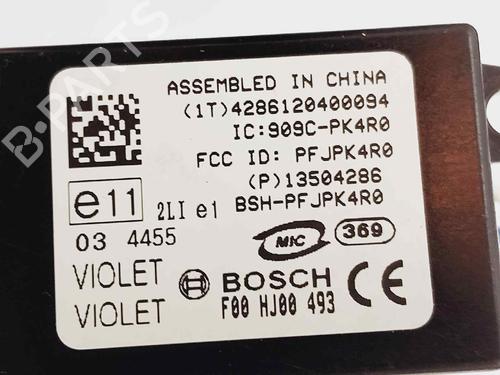 ASSEMBLED IN CHINA
(1T)4286120400094
IC:909C-PK4R0
FCC ID: PFJPK4R0
(P)13504286
e11 2LI e1 BSH-PFJPK4R0
03 4455
MIC 369
VIOLET
VIOLET
BOSCH CE
F00 HJ00 493
B-PARTS